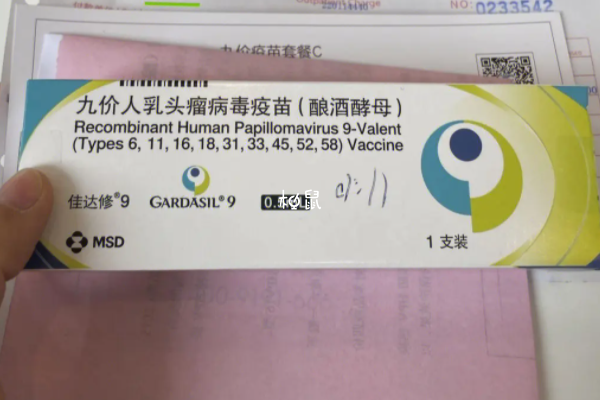 NO:0233542
九价疫苗套餐C
九价人乳头瘤病毒疫苗(酿酒酵母)
Recombinant Human Papillomavirus 9-Valent
(Types 6, 11, 16, 18, 31, 33, 45, 52, 58) Vaccine
佳达修®9
GARDASIL®9
MSD
1 支装